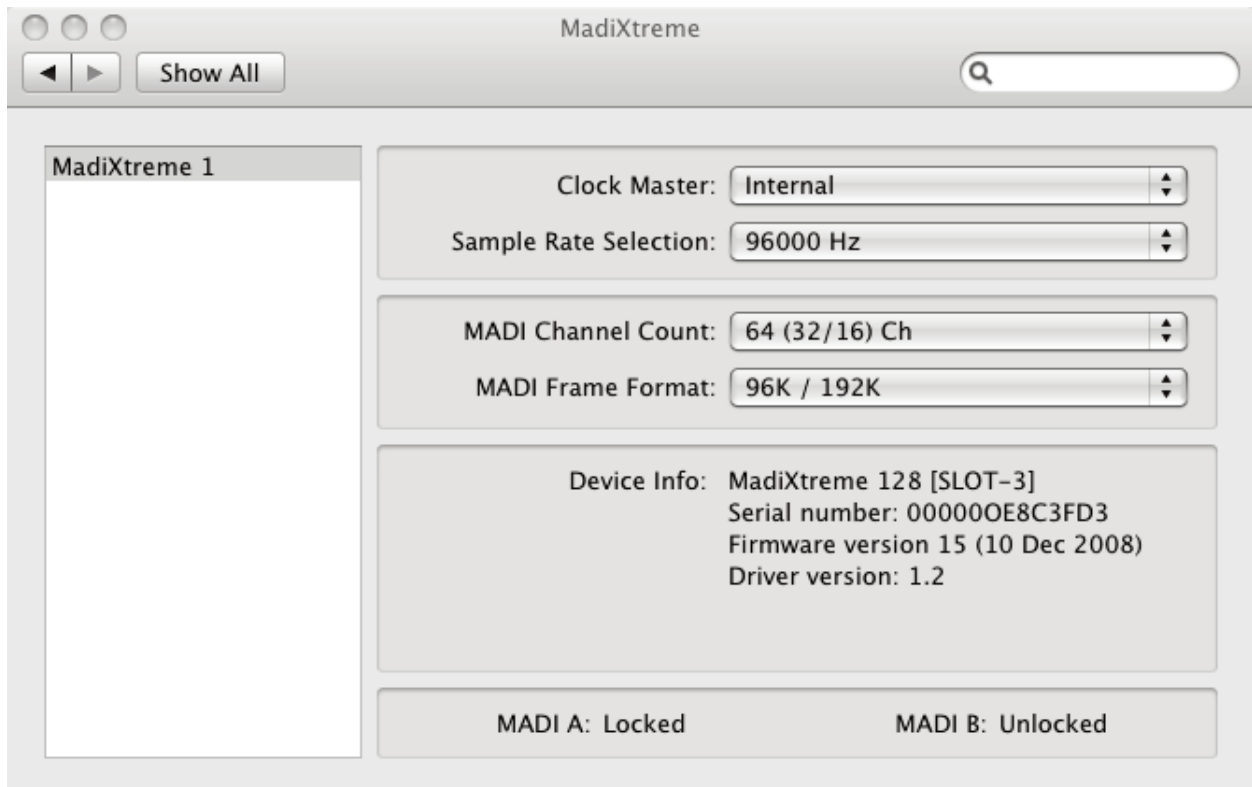 MadiXtreme
Show All
MadiXtreme 1
Clock Master: Internal
Sample Rate Selection: 96000 Hz
MADI Channel Count: 64 (32/16) Ch
MADI Frame Format: 96K / 192K
Device Info: MadiXtreme 128 [SLOT-3]
Serial number: 00000OE8C3FD3
Firmware version 15 (10 Dec 2008)
Driver version: 1.2
MADI A: Locked MADI B: Unlocked